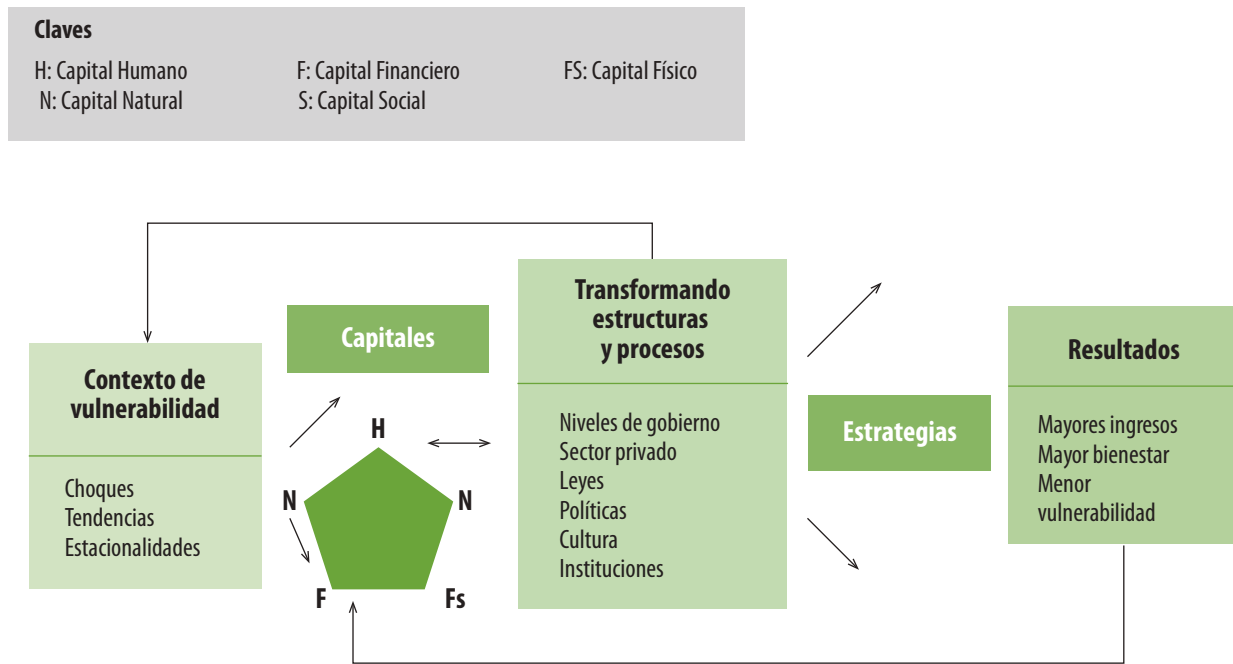 Claves
H: Capital Humano F: Capital Financiero FS: Capital Físico
N: Capital Natural S: Capital Social
Contexto de
vulnerabilidad
Choques
Tendencias
Estacionalidades
Capitales
H
N
N
F
Fs
Transformando
estructuras
y procesos
Niveles de gobierno
Sector privado
Leyes
Políticas
Cultura
Instituciones
Estrategias
Resultados
Mayores ingresos
Mayor bienestar
Menor
vulnerabilidad